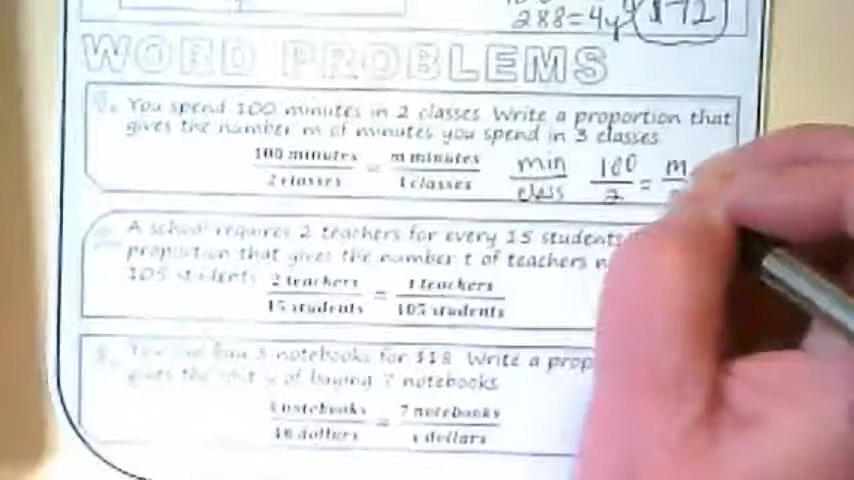 288=4y $72
WORD PROBLEMS
You spend 100 minutes in 2 classes. Write a proportion that
gives the number m of minutes you spend in 3 classes
100 minutes / 2 classes = m minutes / classes
min / class 100 / 2 = m
A school requires 2 teachers for every 15 students
proportion that gives the number t of teachers
105 students
2 teachers / 15 students = teachers / 105 students
3 notebooks for $18. Write a prop
gives the of buying 7 notebooks
notebooks / 18 dollars = 7 notebooks / dollars